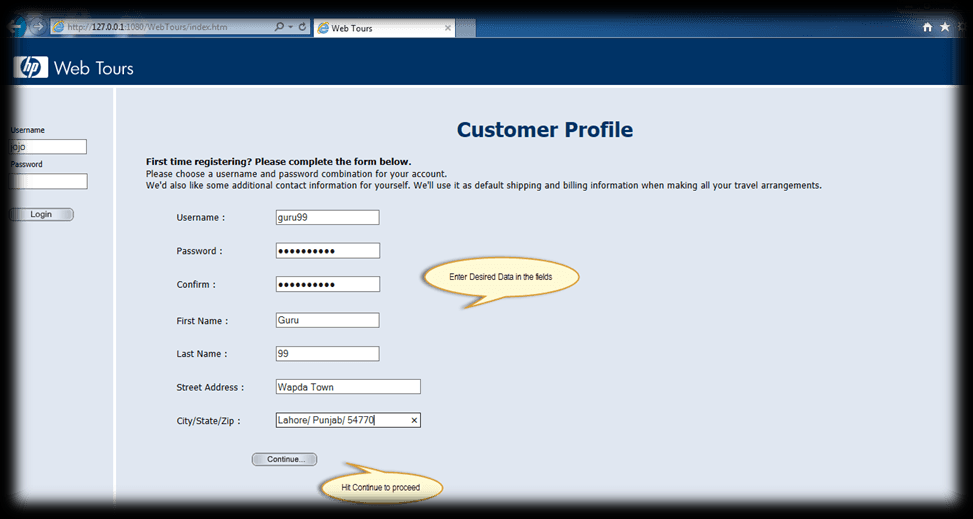 http://127.0.0.1:1080/WebTours/index.htm
Web Tours
hp Web Tours
Username
jojo
Password
Login
Customer Profile
First time registering? Please complete the form below.
Please choose a username and password combination for your account.
We'd also like some additional contact information for yourself. We'll use it as default shipping and billing information when making all your travel arrangements.
Username : guru99
Password : ••••••••••
Enter Desired Data in the fields
Confirm : ••••••••••
First Name : Guru
Last Name : 99
Street Address : Wapda Town
City/State/Zip : Lahore/ Punjab/ 54770
Continue...
Hit Continue to proceed